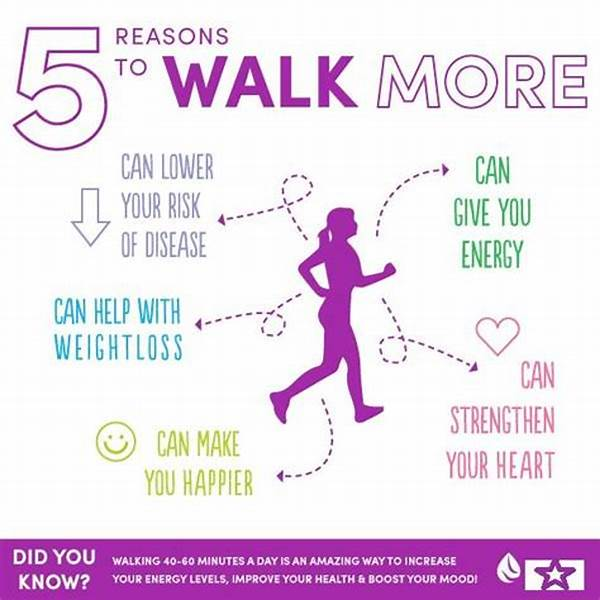 5 REASONS
TO WALK MORE
CAN LOWER
YOUR RISK
OF DISEASE
CAN
GIVE YOU
ENERGY
CAN HELP WITH
WEIGHTLOSS
CAN
STRENGTHEN
YOUR HEART
CAN MAKE
YOU HAPPIER
DID YOU
KNOW?
WALKING 40-60 MINUTES A DAY IS AN AMAZING WAY TO INCREASE
YOUR ENERGY LEVELS, IMPROVE YOUR HEALTH & BOOST YOUR MOOD!